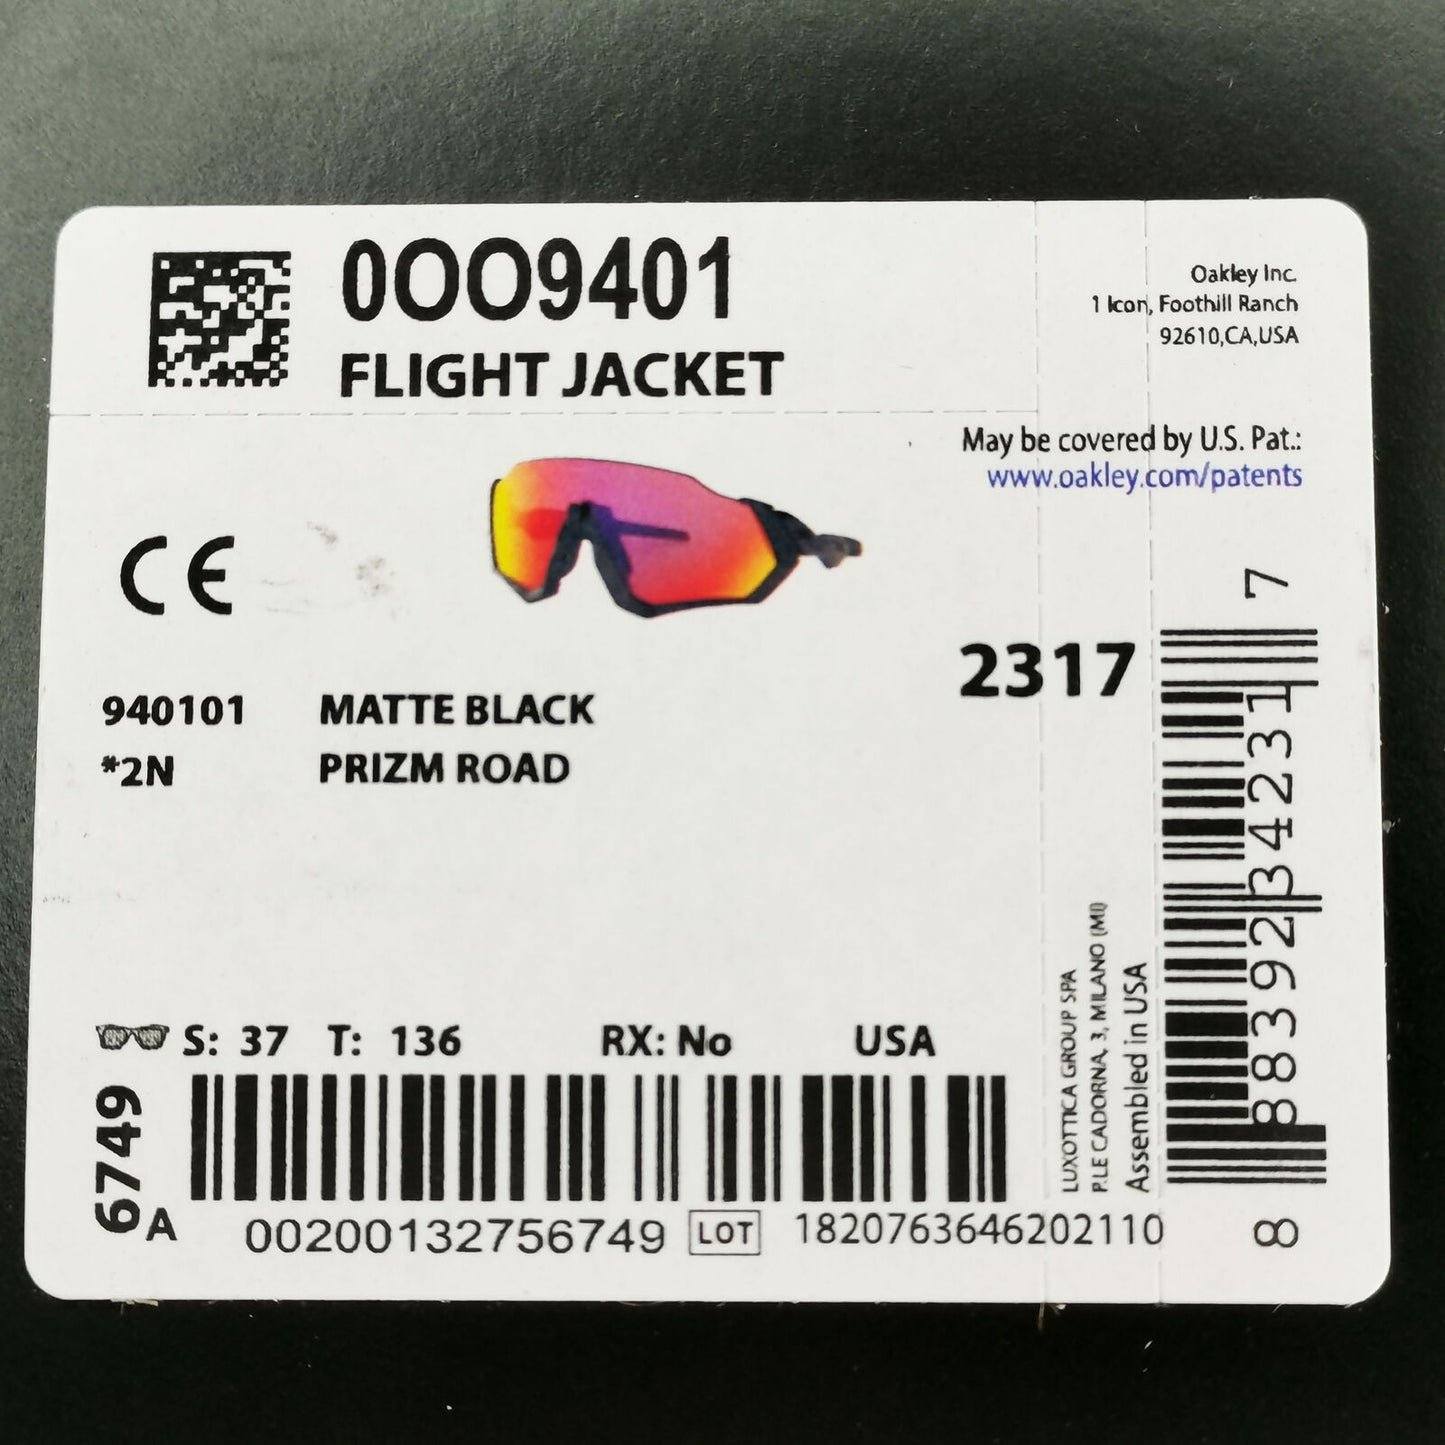 0OO9401
FLIGHT JACKET
Oakley Inc.
1 Icon, Foothill Ranch
92610,CA,USA
May be covered by U.S. Pat.:
www.oakley.com/patents
CE
2317
940101 MATTE BLACK
*2N PRIZM ROAD
S: 37 T: 136 RX: No USA
6749
A
00200132756749 LOT 1820763646202110
LUXOTTICA GROUP SPA
P.LE CADORNA, 3, MILANO (MI)
Assembled in USA
8 883923 42317 7